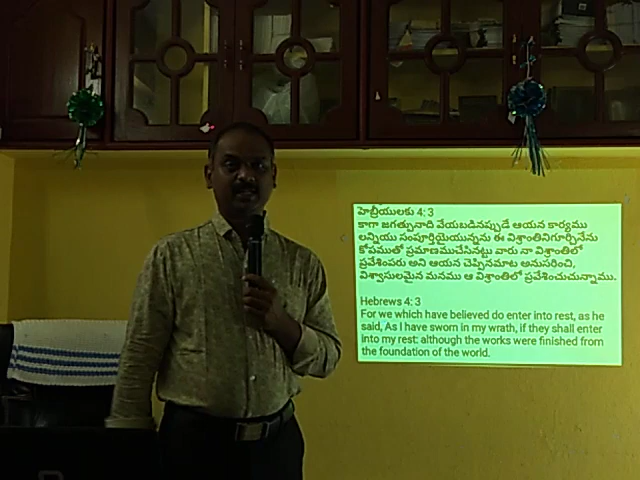 హెబ్రీయులకు 4: 3
కాగా జగత్పునాది వేయబడినప్పుడే ఆయన కార్యము
లన్నియు సంపూర్తియైయున్నను ఈ విశ్రాంతినిగూర్చినేను
కోపముతో ప్రమాణముచేసినట్టు వారు నా విశ్రాంతిలో
ప్రవేశింపరు అని ఆయన చెప్పినమాట అనుసరించి,
విశ్వాసులమైన మనము ఆ విశ్రాంతిలో ప్రవేశించుచున్నాము.
Hebrews 4: 3
For we which have believed do enter into rest, as he
said, As I have sworn in my wrath, if they shall enter
into my rest: although the works were finished from
the foundation of the world.